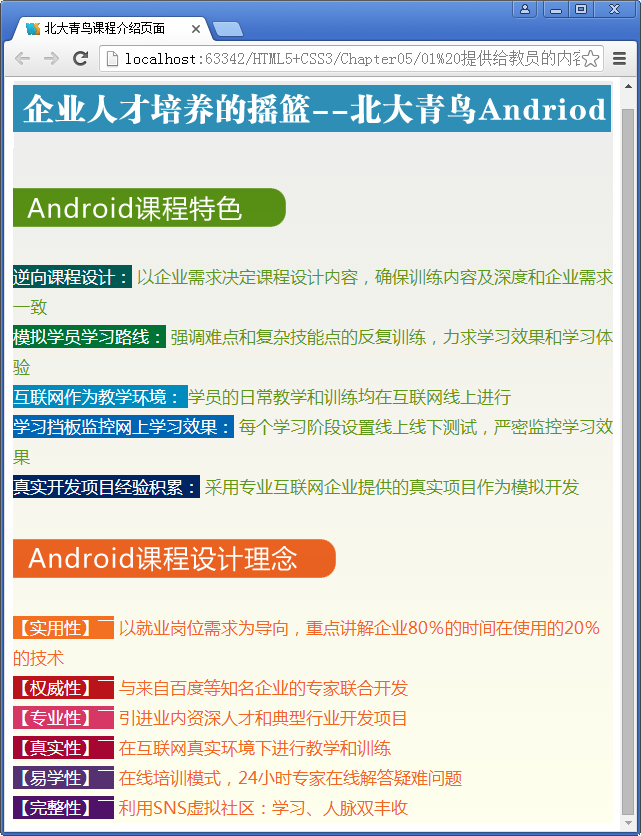 北大青鸟课程介绍页面
localhost:63342/HTML5+CSS3/Chapter05/01%20提供给教员的内容
企业人才培养的摇篮--北大青鸟Andriod
Android课程特色
逆向课程设计： 以企业需求决定课程设计内容，确保训练内容及深度和企业需求
一致
模拟学员学习路线： 强调难点和复杂技能点的反复训练，力求学习效果和学习体
验
互联网作为教学环境： 学员的日常教学和训练均在互联网线上进行
学习挡板监控网上学习效果： 每个学习阶段设置线上线下测试，严密监控学习效
果
真实开发项目经验积累： 采用专业互联网企业提供的真实项目作为模拟开发
Android课程设计理念
【实用性】￣ 以就业岗位需求为导向，重点讲解企业80%的时间在使用的20%
的技术
【权威性】￣ 与来自百度等知名企业的专家联合开发
【专业性】￣ 引进业内资深人才和典型行业开发项目
【真实性】￣ 在互联网真实环境下进行教学和训练
【易学性】￣ 在线培训模式，24小时专家在线解答疑难问题
【完整性】￣ 利用SNS虚拟社区：学习、人脉双丰收